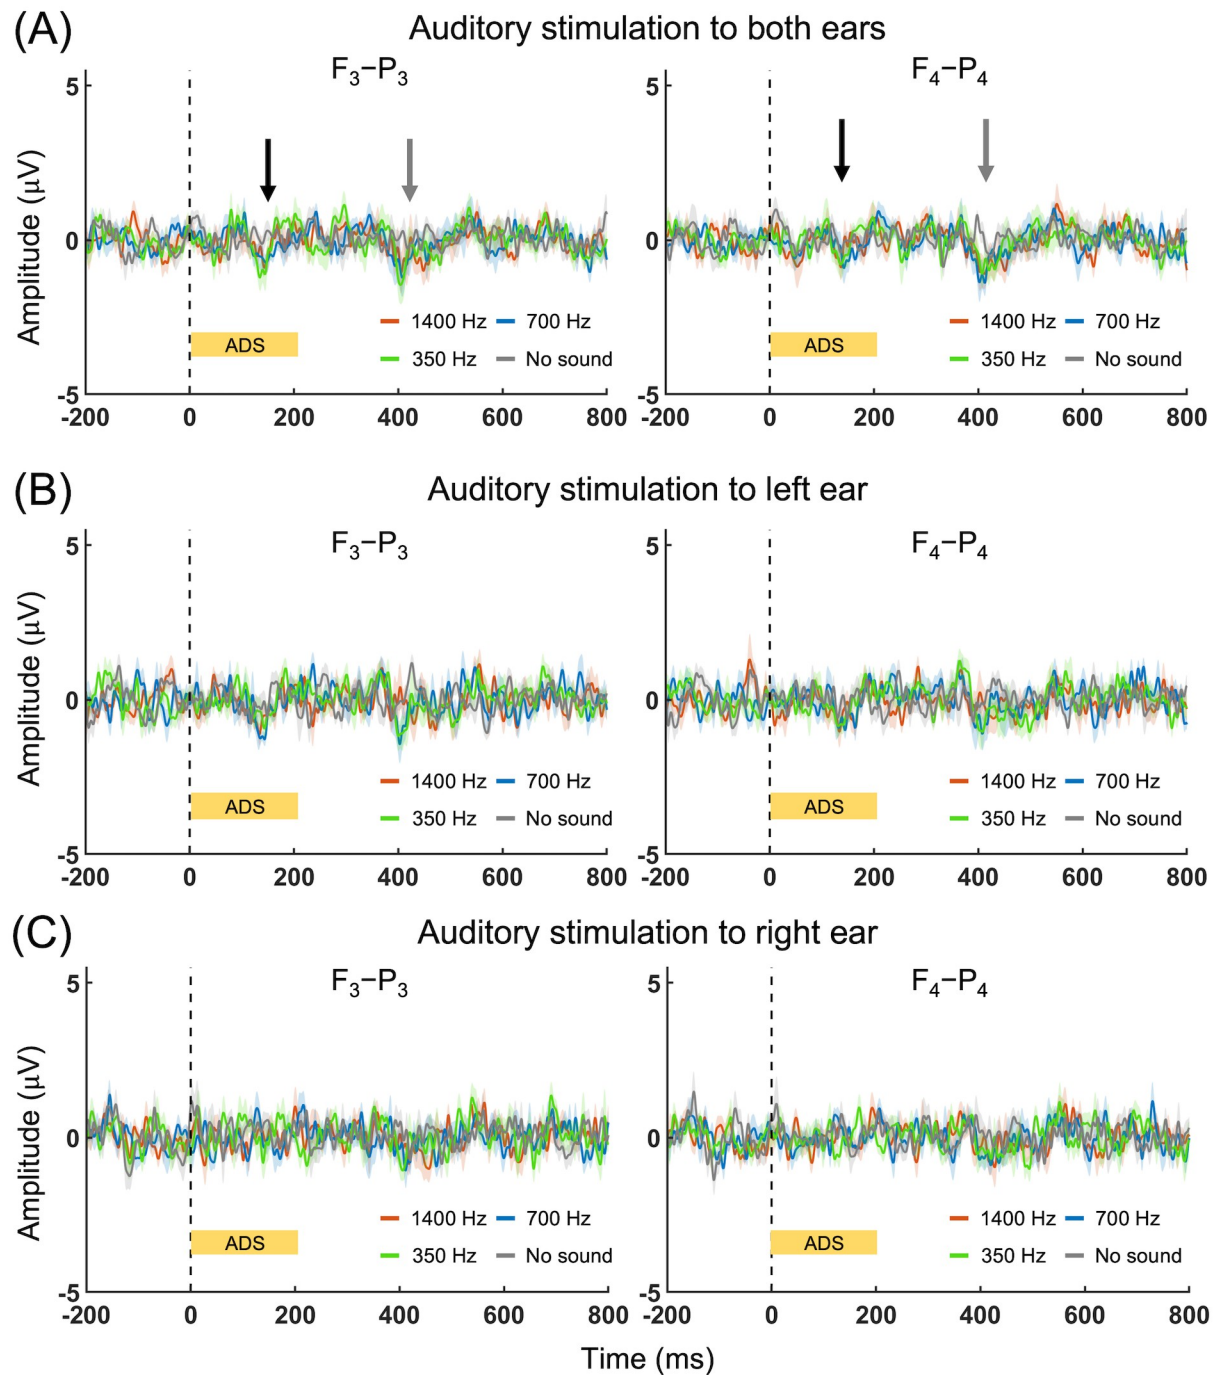 (A) Auditory stimulation to both ears
F₃–P₃ F₄–P₄
5 5
Amplitude (μV)
0 0
1400 Hz 700 Hz 1400 Hz 700 Hz
ADS ADS
350 Hz No sound 350 Hz No sound
-5 -5
-200 0 200 400 600 800 -200 0 200 400 600 800
(B) Auditory stimulation to left ear
F₃–P₃ F₄–P₄
5 5
Amplitude (μV)
0 0
1400 Hz 700 Hz 1400 Hz 700 Hz
ADS ADS
350 Hz No sound 350 Hz No sound
-5 -5
-200 0 200 400 600 800 -200 0 200 400 600 800
(C) Auditory stimulation to right ear
F₃–P₃ F₄–P₄
5 5
Amplitude (μV)
0 0
1400 Hz 700 Hz 1400 Hz 700 Hz
ADS ADS
350 Hz No sound 350 Hz No sound
-5 -5
-200 0 200 400 600 800 -200 0 200 400 600 800
Time (ms)